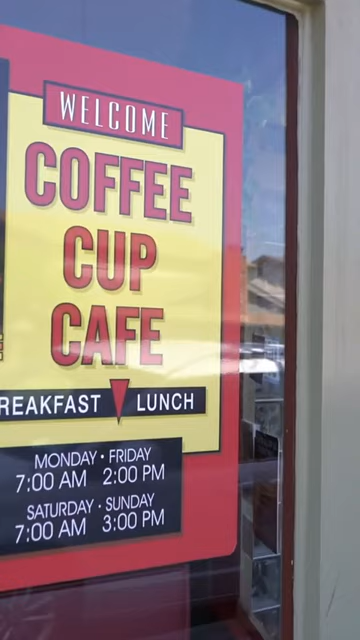 WELCOME
COFFEE
CUP
CAFE
REAKFAST LUNCH
MONDAY • FRIDAY
7:00 AM 2:00 PM
SATURDAY • SUNDAY
7:00 AM 3:00 PM